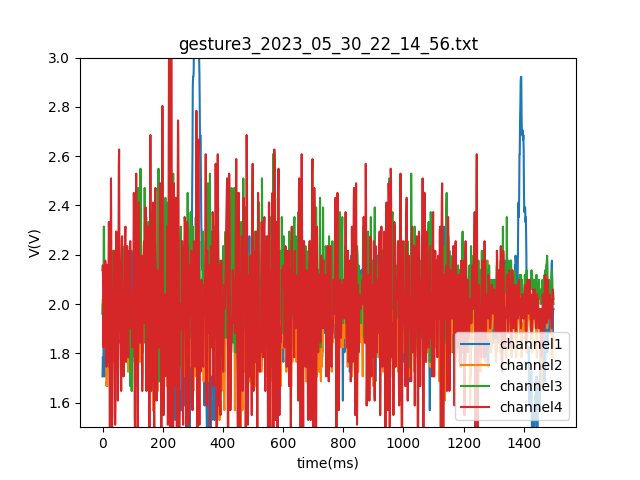 gesture3_2023_05_30_22_14_56.txt
3.0
2.8
2.6
2.4
2.2
2.0
1.8
1.6
V(V)
channel1
channel2
channel3
channel4
0 200 400 600 800 1000 1200 1400
time(ms)